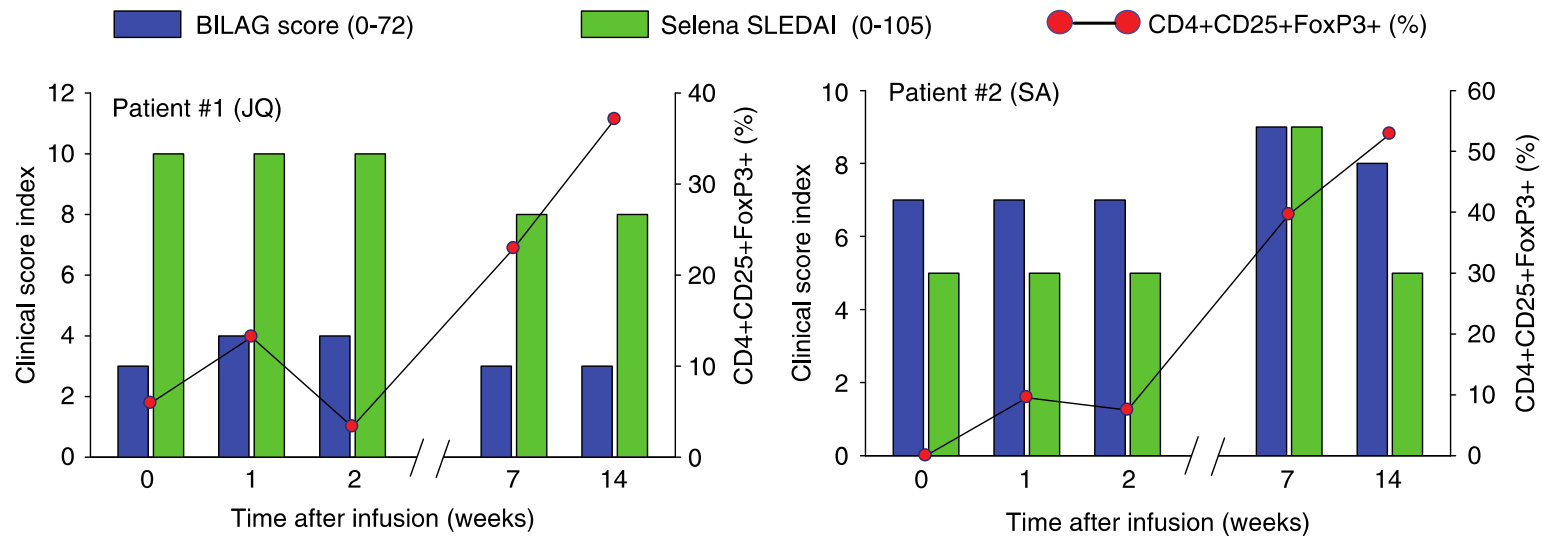 BILAG score (0-72)
Selena SLEDAI (0-105)
CD4+CD25+FoxP3+ (%)
Patient #1 (JQ)
Clinical score index
12
10
8
6
4
2
0
40
30
20
10
0
CD4+CD25+FoxP3+ (%)
0 1 2 7 14
Time after infusion (weeks)
Patient #2 (SA)
Clinical score index
10
8
6
4
2
0
60
50
40
30
20
10
0
CD4+CD25+FoxP3+ (%)
0 1 2 7 14
Time after infusion (weeks)